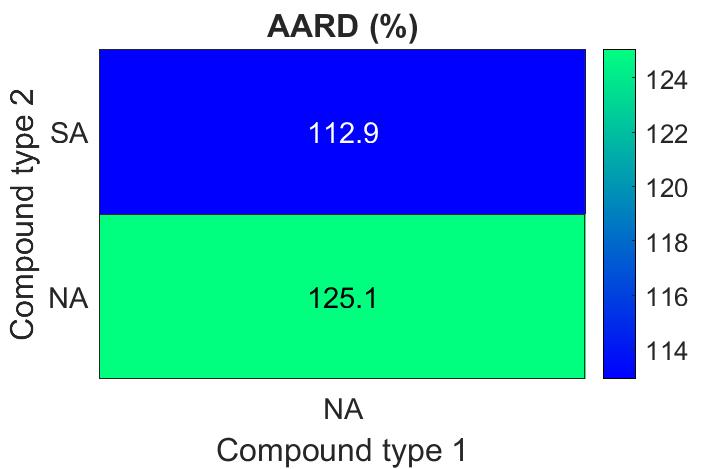 AARD (%)
Compound type 2
SA
112.9
NA
125.1
NA
Compound type 1
124
122
120
118
116
114